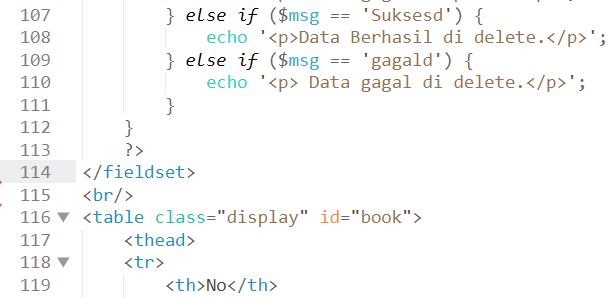 107 } else if ($msg == 'Suksesd') {
108 echo '<p>Data Berhasil di delete.</p>';
109 } else if ($msg == 'gagald') {
110 echo '<p> Data gagal di delete.</p>';
111 }
112 }
113 ?>
114 </fieldset>
115 <br/>
116 <table class="display" id="book">
117 <thead>
118 <tr>
119 <th>No</th>